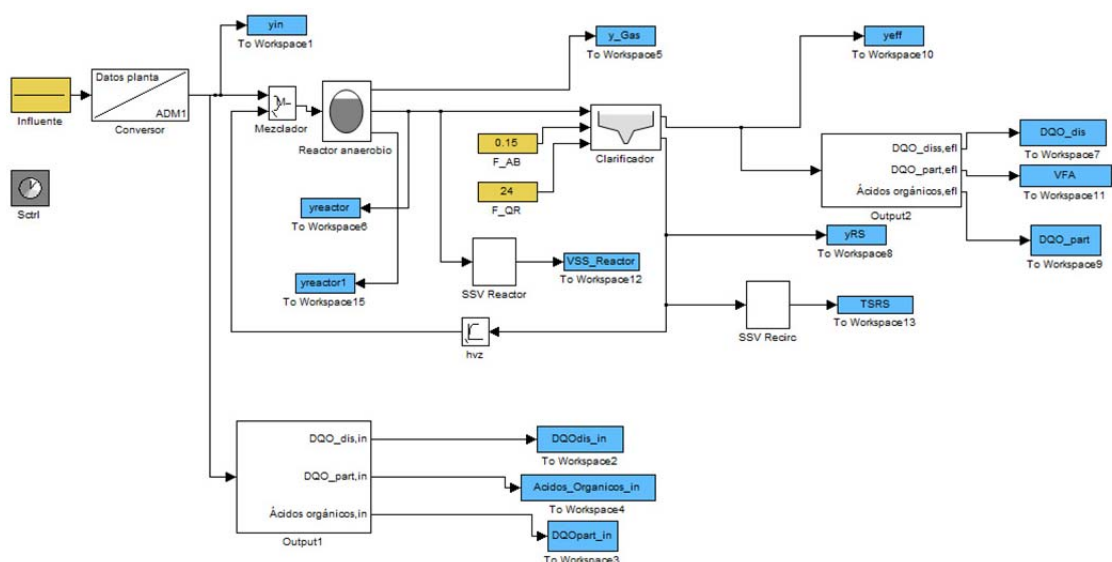 yin
To Workspace1
y_Gas
To Workspace5
yeff
To Workspace10
Datos planta
ADM1
Influente
Conversor
M
Mezclador
Reactor anaerobio
0.15
F_AB
Clarificador
24
F_QR
DQO_diss,efl
DQO_part,efl
Ácidos orgánicos,efl
Output2
DQO_dis
To Workspace7
VFA
To Workspace11
DQO_part
To Workspace9
Sctrl
yreactor
To Workspace6
yRS
To Workspace8
VSS_Reactor
To Workspace12
SSV Reactor
yreactor1
To Workspace15
TSRS
To Workspace13
SSV Recirc
hvz
DQO_dis,in
DQO_part,in
Ácidos orgánicos,in
Output1
DQOdis_in
To Workspace2
Acidos_Organicos_in
To Workspace4
DQOpart_in
To Workspace3